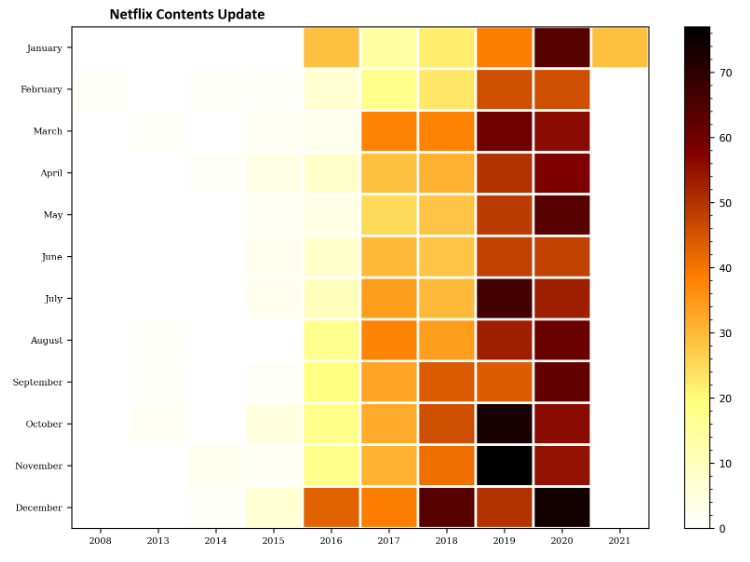 Netflix Contents Update
January
February
March
April
May
June
July
August
September
October
November
December
2008 2013 2014 2015 2016 2017 2018 2019 2020 2021
70
60
50
40
30
20
10
0